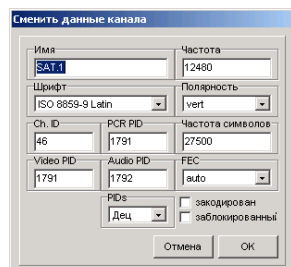 Сменить данные канала
Имя Частота
SAT.1 12480
Шрифт Полярность
ISO 8859-9 Latin vert
Ch. ID PCR PID Частота символов
46 1791 27500
Video PID Audio PID FEC
1791 1792 auto
PIDs закодирован
Дец заблокированный
Отмена OK